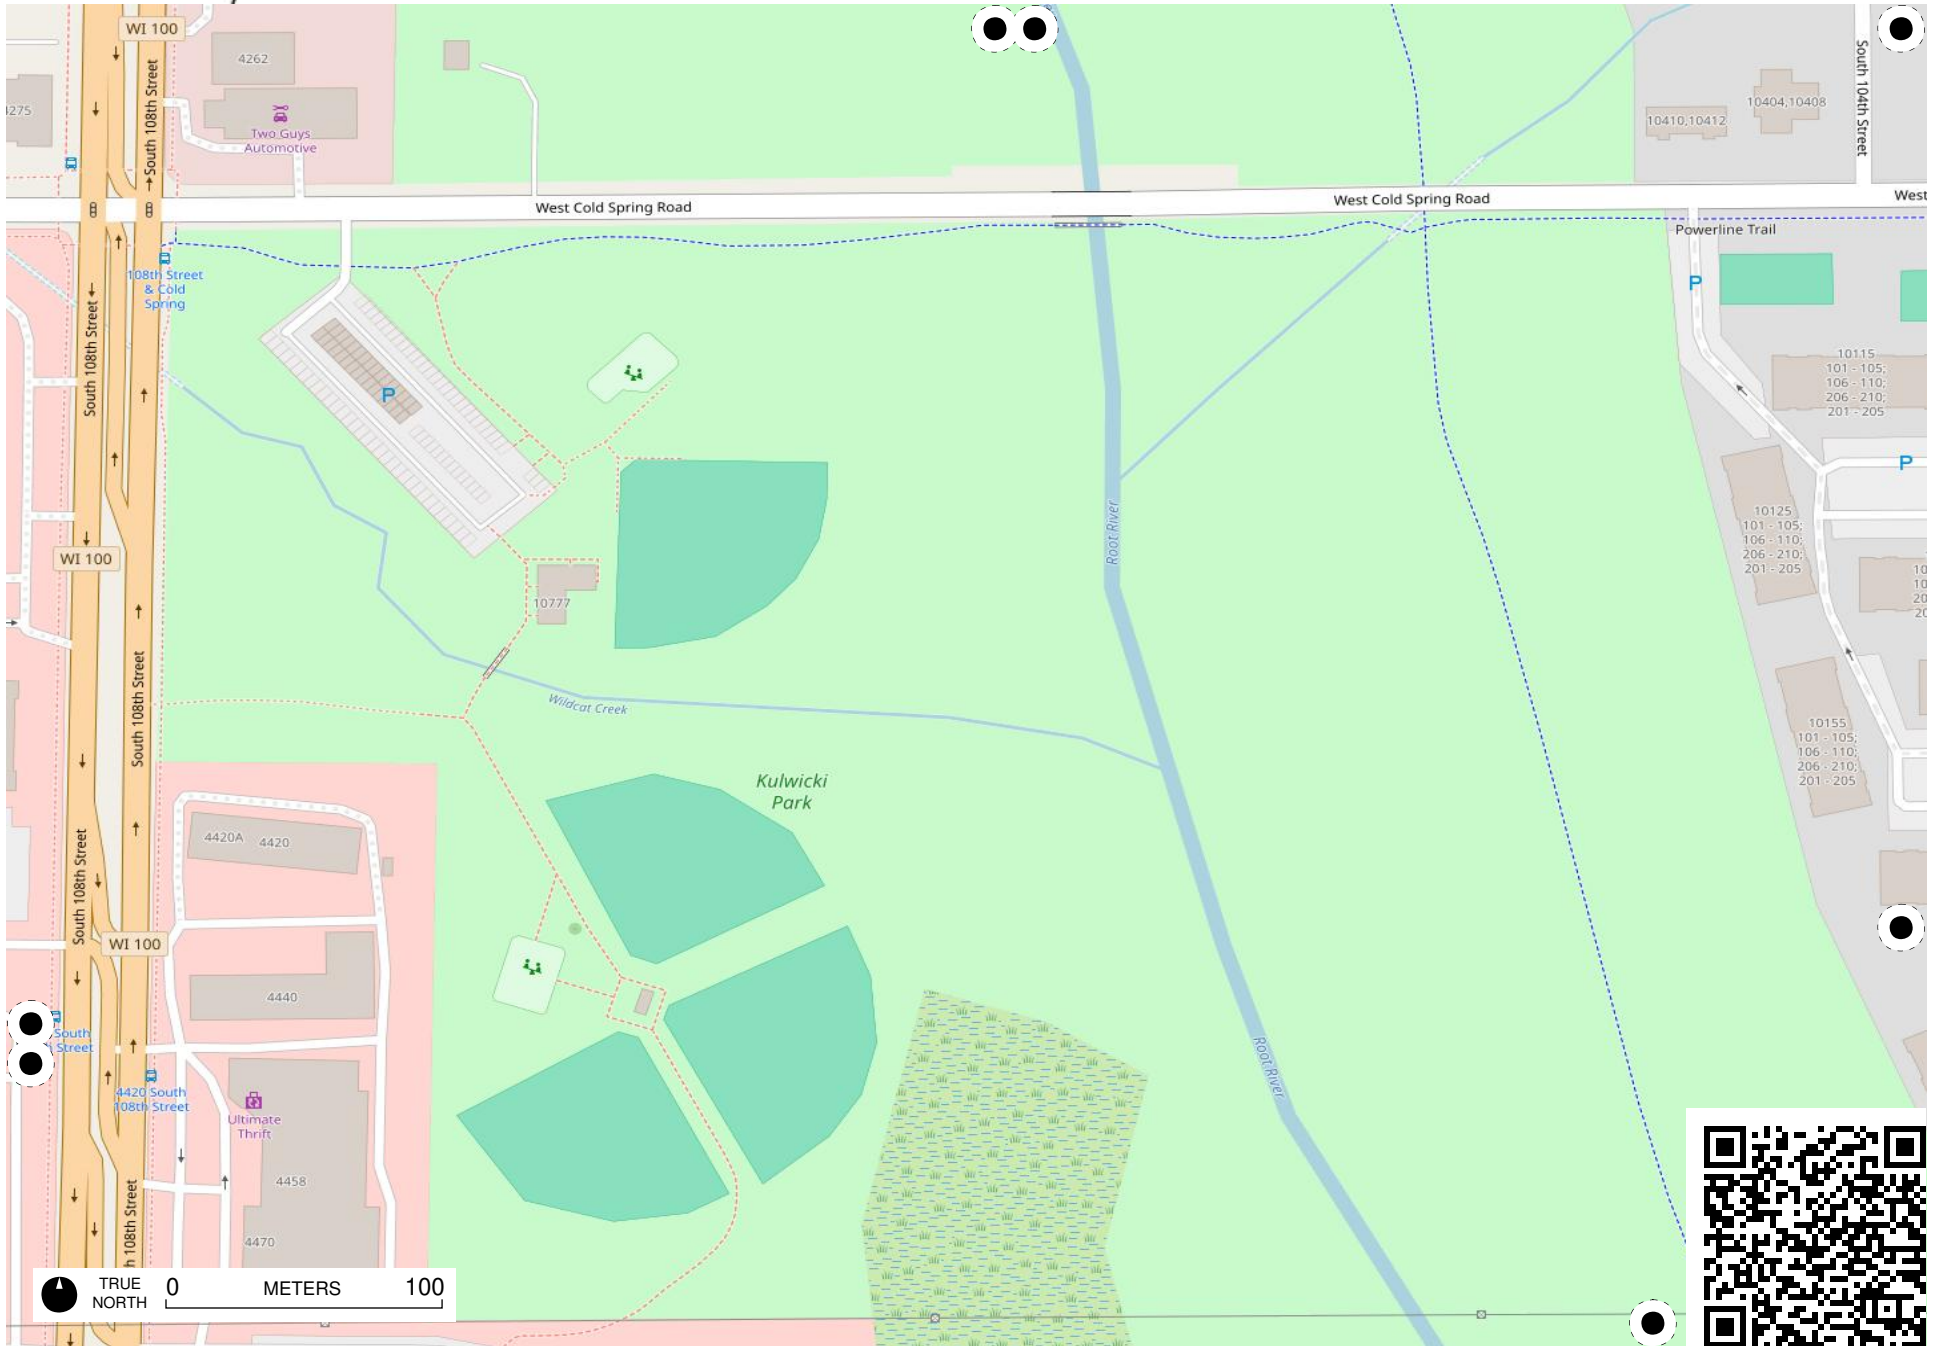 WI 100
South 108th Street
4262
Two Guys
Automotive
4275
10404,10408
10410,10412
South 104th Street
West Cold Spring Road
West Cold Spring Road
West
Powerline Trail
108th Street
& Cold
Spring
South 108th Street
P
P
P
10115
101 - 105;
106 - 110;
206 - 210;
201 - 205
10125
101 - 105;
106 - 110;
206 - 210;
201 - 205
WI 100
Root River
10777
South 108th Street
Wildcat Creek
10155
101 - 105;
106 - 110;
206 - 210;
201 - 205
Kulwicki
Park
4420A
4420
South 108th Street
WI 100
4440
South
Street
4420 South
108th Street
Root River
Ultimate
Thrift
4458
108th Street
4470
TRUE
NORTH
0
METERS
100